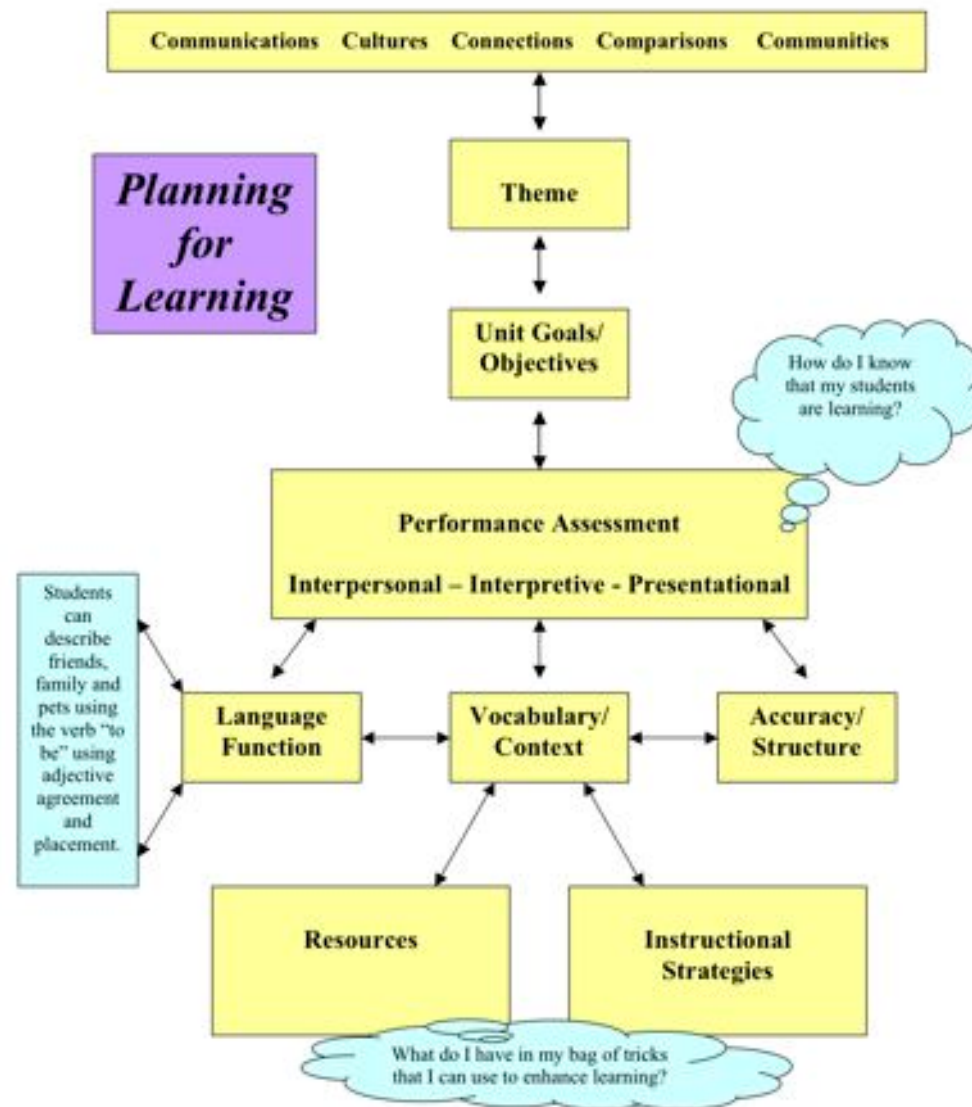 Communications Cultures Connections Comparisons Communities
Planning
for
Learning
Theme
Unit Goals/
Objectives
How do I know
that my students
are learning?
Performance Assessment
Interpersonal – Interpretive - Presentational
Students
can
describe
friends,
family and
pets using
the verb “to
be” using
adjective
agreement
and
placement.
Language
Function
Vocabulary/
Context
Accuracy/
Structure
Resources
Instructional
Strategies
What do I have in my bag of tricks
that I can use to enhance learning?